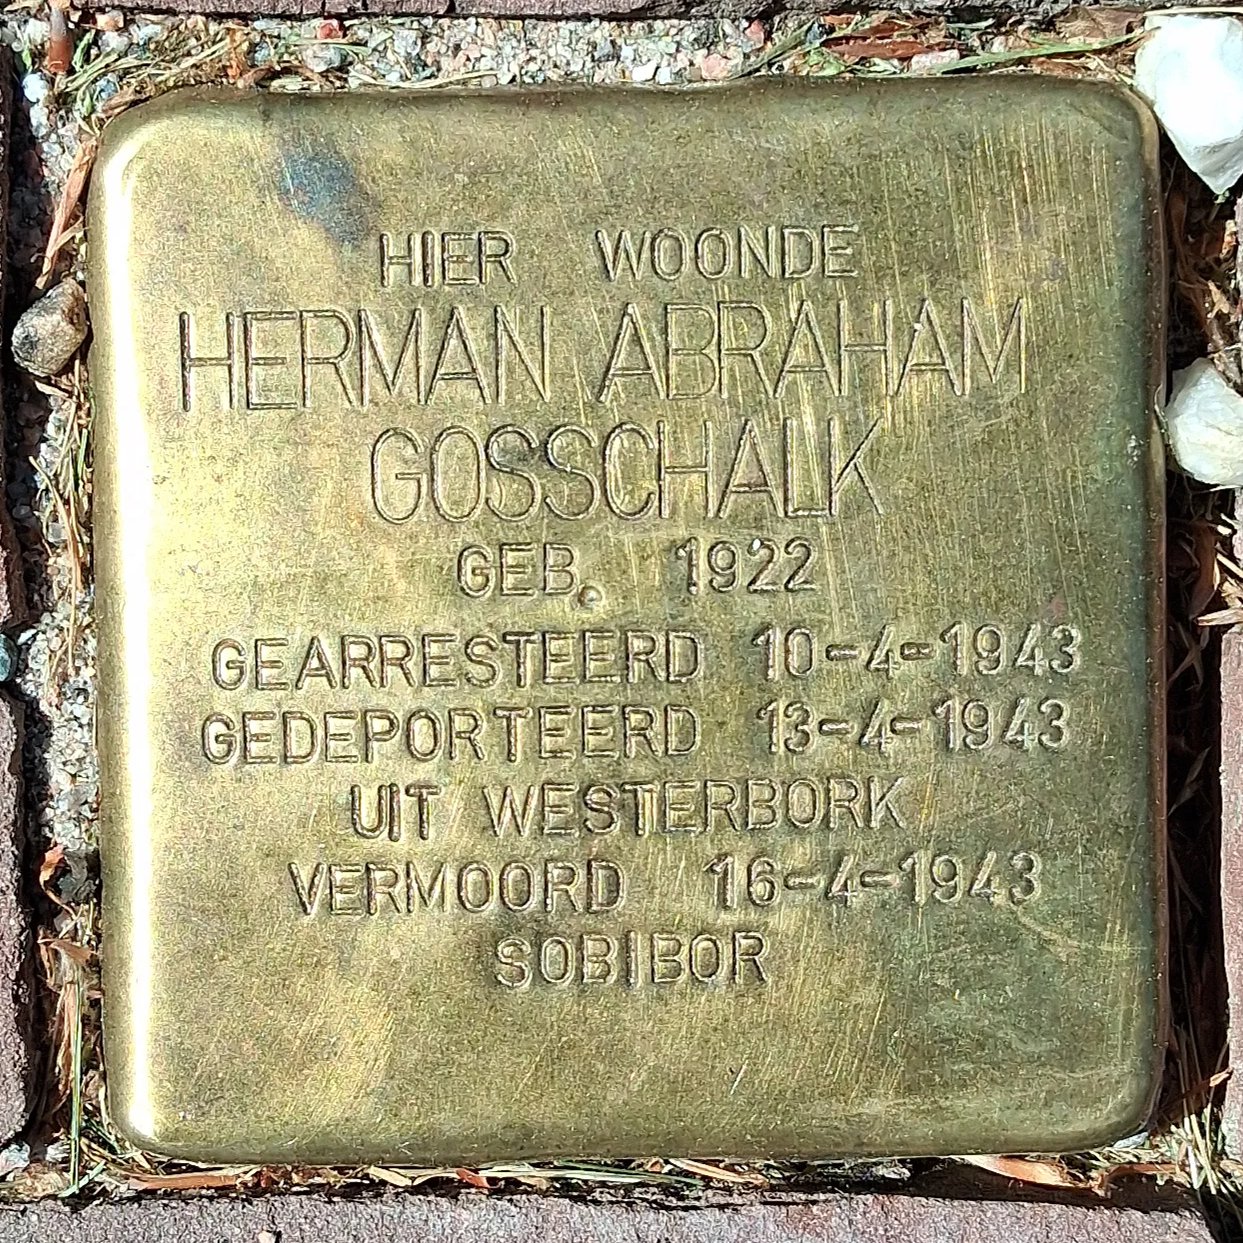 HIER WOONDE
HERMAN ABRAHAM
GOSSCHALK
GEB. 1922
GEARRESTEERD 10-4-1943
GEDEPORTEERD 13-4-1943
UIT WESTERBORK
VERMOORD 16-4-1943
SOBIBOR